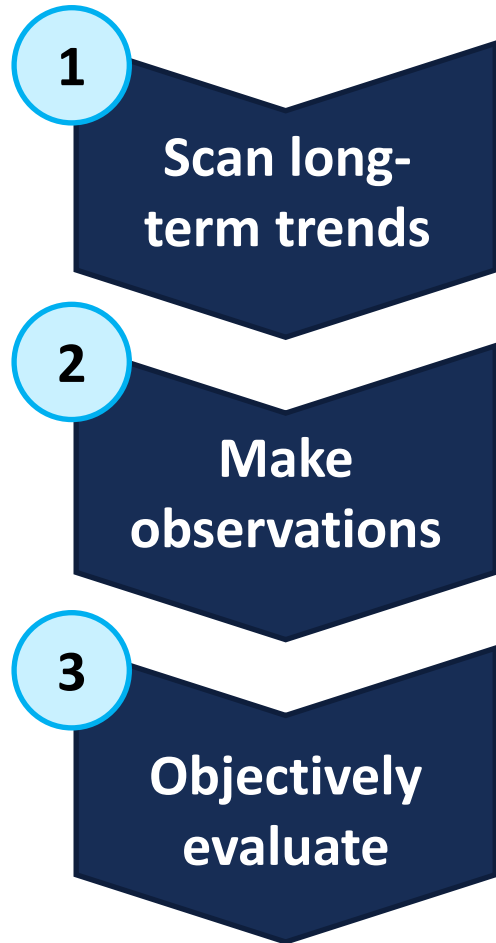 1
Scan long-
term trends
2
Make
observations
3
Objectively
evaluate